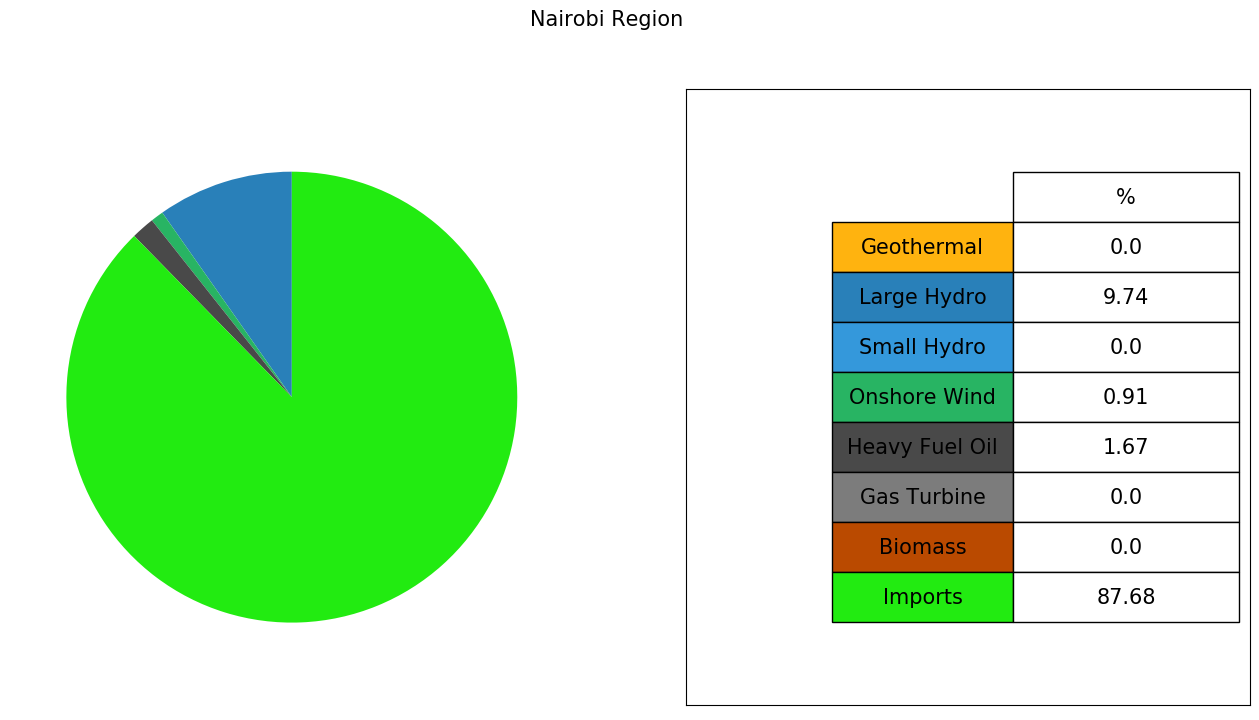 Nairobi Region
%
Geothermal 0.0
Large Hydro 9.74
Small Hydro 0.0
Onshore Wind 0.91
Heavy Fuel Oil 1.67
Gas Turbine 0.0
Biomass 0.0
Imports 87.68